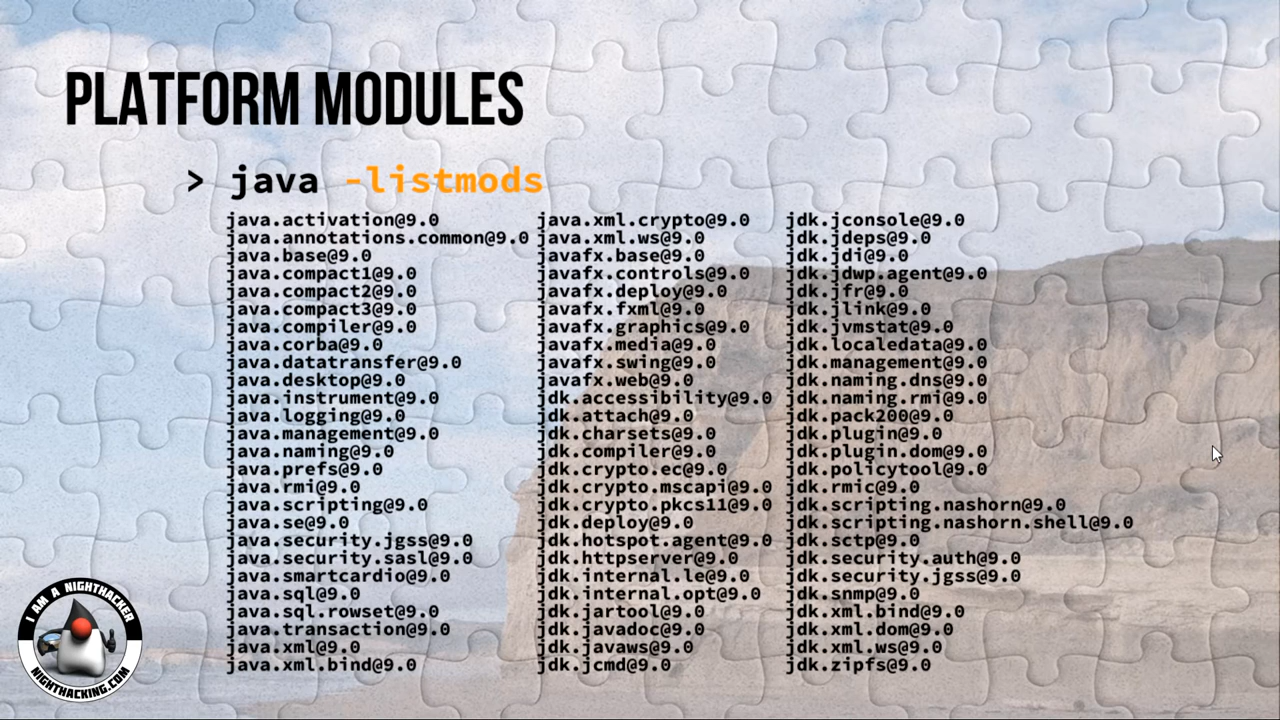 PLATFORM MODULES
> java -listmods
java.activation@9.0
java.annotations.common@9.0
java.base@9.0
java.compact1@9.0
java.compact2@9.0
java.compact3@9.0
java.compiler@9.0
java.corba@9.0
java.datatransfer@9.0
java.desktop@9.0
java.instrument@9.0
java.logging@9.0
java.management@9.0
java.naming@9.0
java.prefs@9.0
java.rmi@9.0
java.scripting@9.0
java.se@9.0
java.security.jgss@9.0
java.security.sasl@9.0
java.smartcardio@9.0
java.sql@9.0
java.sql.rowset@9.0
java.transaction@9.0
java.xml@9.0
java.xml.bind@9.0
java.xml.crypto@9.0
java.xml.ws@9.0
javafx.base@9.0
javafx.controls@9.0
javafx.deploy@9.0
javafx.fxml@9.0
javafx.graphics@9.0
javafx.media@9.0
javafx.swing@9.0
javafx.web@9.0
jdk.accessibility@9.0
jdk.attach@9.0
jdk.charsets@9.0
jdk.compiler@9.0
jdk.crypto.ec@9.0
jdk.crypto.mscapi@9.0
jdk.crypto.pkcs11@9.0
jdk.deploy@9.0
jdk.hotspot.agent@9.0
jdk.httpserver@9.0
jdk.internal.le@9.0
jdk.internal.opt@9.0
jdk.jartool@9.0
jdk.javadoc@9.0
jdk.javaws@9.0
jdk.jcmd@9.0
jdk.jconsole@9.0
jdk.jdeps@9.0
jdk.jdi@9.0
jdk.jdwp.agent@9.0
jdk.jfr@9.0
jdk.jlink@9.0
jdk.jvmstat@9.0
jdk.localedata@9.0
jdk.management@9.0
jdk.naming.dns@9.0
jdk.naming.rmi@9.0
jdk.pack200@9.0
jdk.plugin@9.0
jdk.plugin.dom@9.0
jdk.policytool@9.0
jdk.rmic@9.0
jdk.scripting.nashorn@9.0
jdk.scripting.nashorn.shell@9.0
jdk.sctp@9.0
jdk.security.auth@9.0
jdk.security.jgss@9.0
jdk.snmp@9.0
jdk.xml.bind@9.0
jdk.xml.dom@9.0
jdk.xml.ws@9.0
jdk.zipfs@9.0
I AM A NIGHTHACKER
NIGHTHACKING.COM